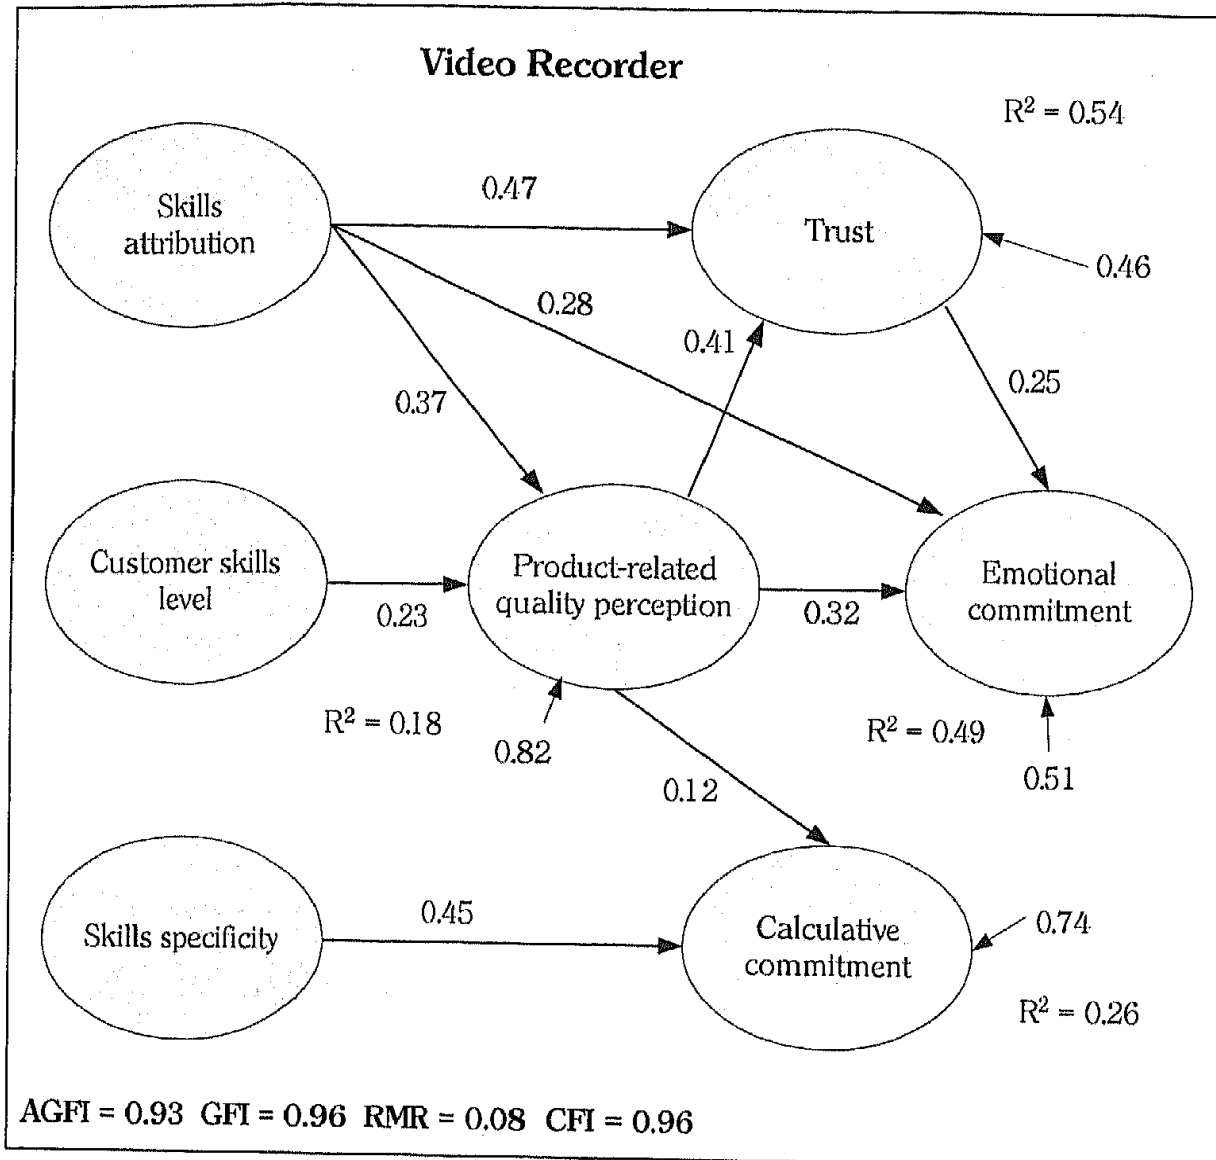 Video Recorder
R² = 0.54
Skills
attribution
0.47
Trust
0.46
0.28
0.41
0.37
0.25
Customer skills
level
0.23
Product-related
quality perception
0.32
Emotional
commitment
R² = 0.18
0.82
R² = 0.49
0.51
0.12
Skills specificity
0.45
Calculative
commitment
0.74
R² = 0.26
AGFI = 0.93 GFI = 0.96 RMR = 0.08 CFI = 0.96